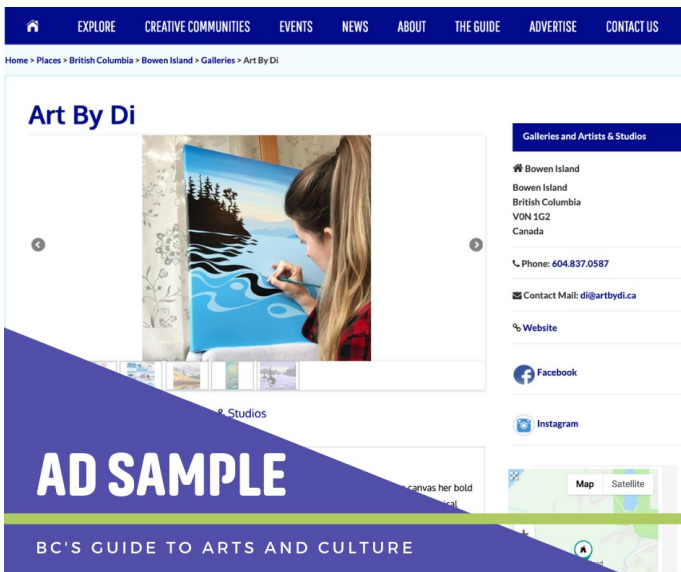 EXPLORE CREATIVE COMMUNITIES EVENTS NEWS ABOUT THE GUIDE ADVERTISE CONTACT US
Home > Places > British Columbia > Bowen Island > Galleries > Art By Di
Art By Di
Galleries and Artists & Studios
Bowen Island
Bowen Island
British Columbia
V0N 1G2
Canada
Phone: 604.837.0587
Contact Mail: di@artbydi.ca
Website
Facebook
Instagram
& Studios
canvas her bold
Map Satellite
AD SAMPLE
BC'S GUIDE TO ARTS AND CULTURE